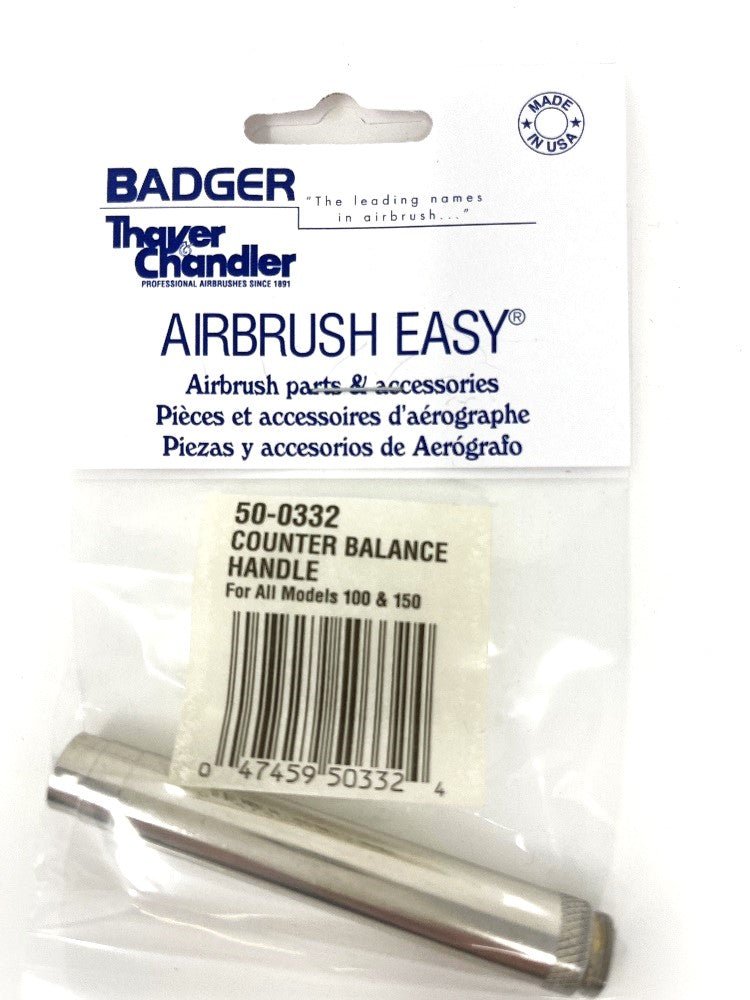 MADE
IN USA
BADGER
"The leading names
in airbrush..."
Thayer
& Chandler
PROFESSIONAL AIRBRUSHES SINCE 1891
AIRBRUSH EASY®
Airbrush parts & accessories
Pièces et accessoires d'aérographe
Piezas y accesorios de Aerógrafo
50-0332
COUNTER BALANCE
HANDLE
For All Models 100 & 150
0 47459 50332 4